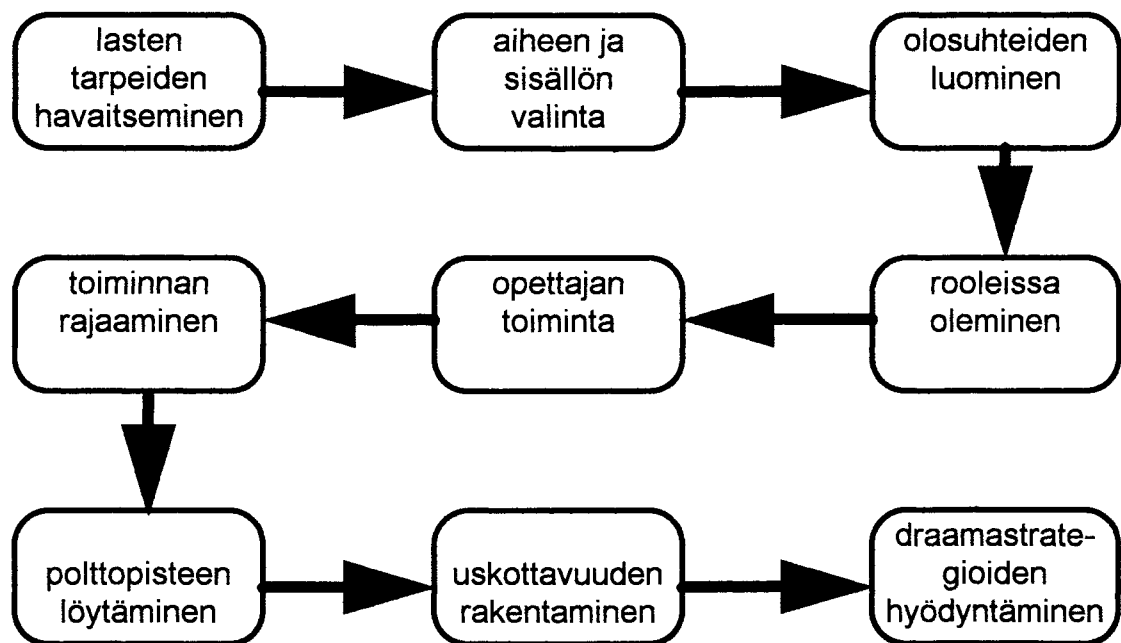 lasten
tarpeiden
havaitseminen
aiheen ja
sisällön
valinta
olosuhteiden
luominen
rooleissa
oleminen
opettajan
toiminta
toiminnan
rajaaminen
polttopisteen
löytäminen
uskottavuuden
rakentaminen
draamastrate-
gioiden
hyödyntäminen